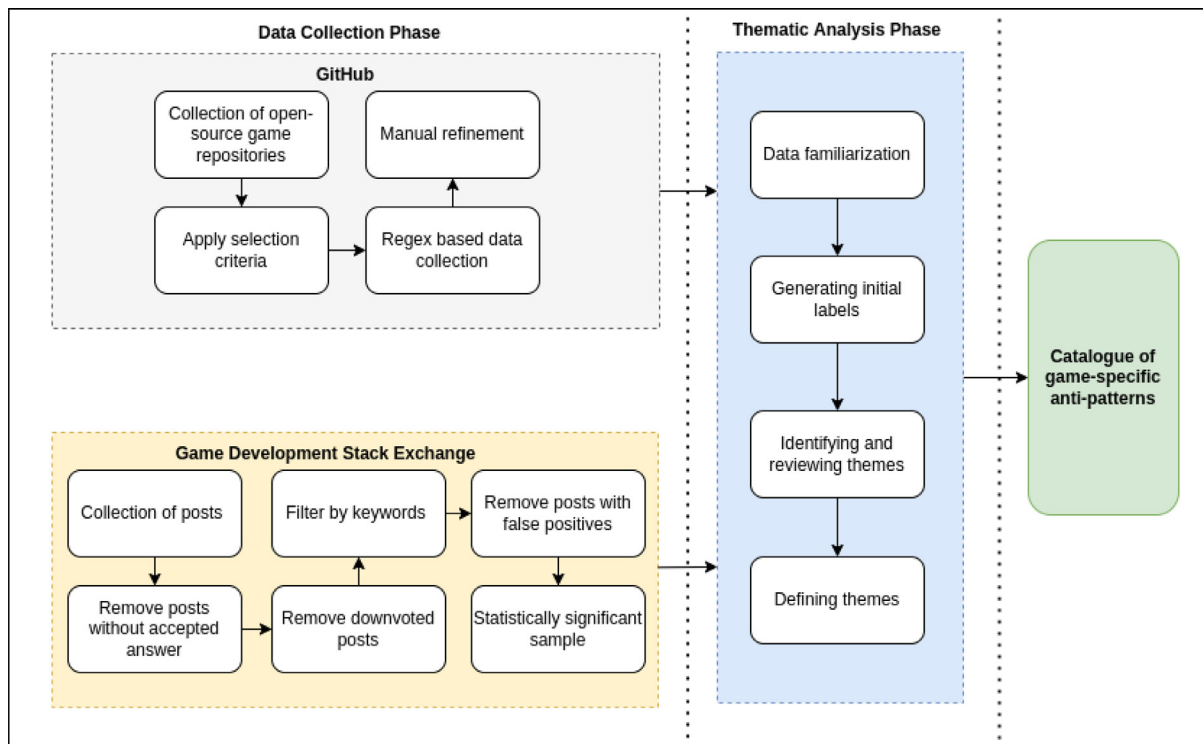 Data Collection Phase
GitHub
Collection of open-
source game
repositories
Manual refinement
Apply selection
criteria
Regex based data
collection
Game Development Stack Exchange
Collection of posts
Filter by keywords
Remove posts with
false positives
Remove posts
without accepted
answer
Remove downvoted
posts
Statistically significant
sample
Thematic Analysis Phase
Data familiarization
Generating initial
labels
Identifying and
reviewing themes
Defining themes
Catalogue of
game-specific
anti-patterns